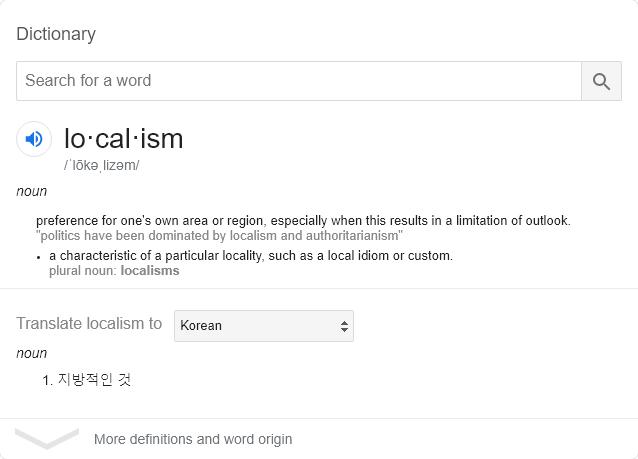 Dictionary
Search for a word
lo·cal·ism
/ˈlōkəˌlizəm/
noun
preference for one's own area or region, especially when this results in a limitation of outlook.
"politics have been dominated by localism and authoritarianism"
• a characteristic of a particular locality, such as a local idiom or custom.
plural noun: localisms
Translate localism to Korean
noun
1. 지방적인 것
More definitions and word origin